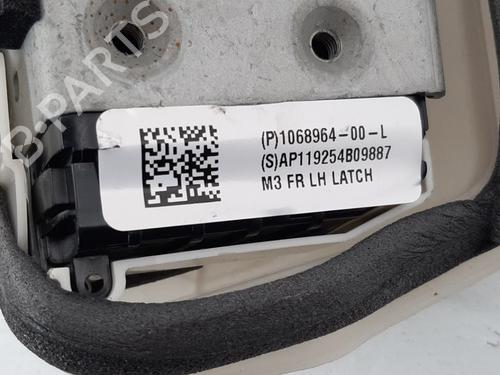 B-PARTS
(P)1068964-00-L
(S)AP119254B09887
M3 FR LH LATCH